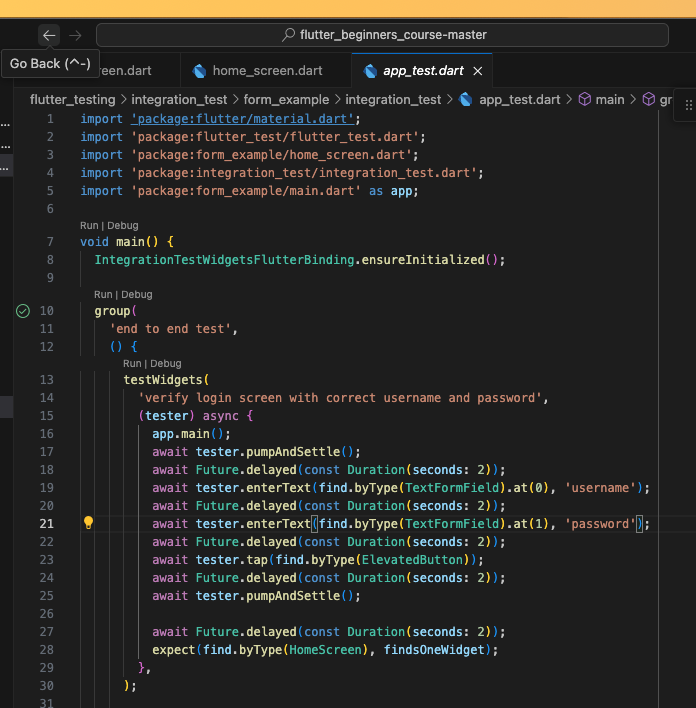 flutter_beginners_course-master
Go Back (^-)
reen.dart
home_screen.dart
app_test.dart
flutter_testing > integration_test > form_example > integration_test > app_test.dart > main > gr
1 import 'package:flutter/material.dart';
2 import 'package:flutter_test/flutter_test.dart';
3 import 'package:form_example/home_screen.dart';
4 import 'package:integration_test/integration_test.dart';
5 import 'package:form_example/main.dart' as app;
6
Run | Debug
7 void main() {
8 IntegrationTestWidgetsFlutterBinding.ensureInitialized();
9
Run | Debug
10 group(
11 'end to end test',
12 () {
Run | Debug
13 testWidgets(
14 'verify login screen with correct username and password',
15 (tester) async {
16 app.main();
17 await tester.pumpAndSettle();
18 await Future.delayed(const Duration(seconds: 2));
19 await tester.enterText(find.byType(TextFormField).at(0), 'username');
20 await Future.delayed(const Duration(seconds: 2));
21 await tester.enterText(find.byType(TextFormField).at(1), 'password');
22 await Future.delayed(const Duration(seconds: 2));
23 await tester.tap(find.byType(ElevatedButton));
24 await Future.delayed(const Duration(seconds: 2));
25 await tester.pumpAndSettle();
26
27 await Future.delayed(const Duration(seconds: 2));
28 expect(find.byType(HomeScreen), findsOneWidget);
29 },
30 );
31